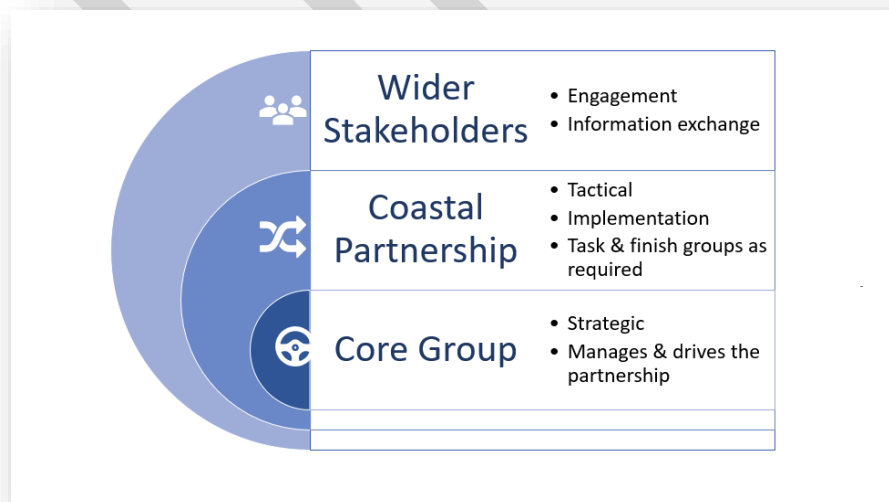 Wider
Stakeholders
• Engagement
• Information exchange
Coastal
Partnership
• Tactical
• Implementation
• Task & finish groups as
required
Core Group
• Strategic
• Manages & drives the
partnership